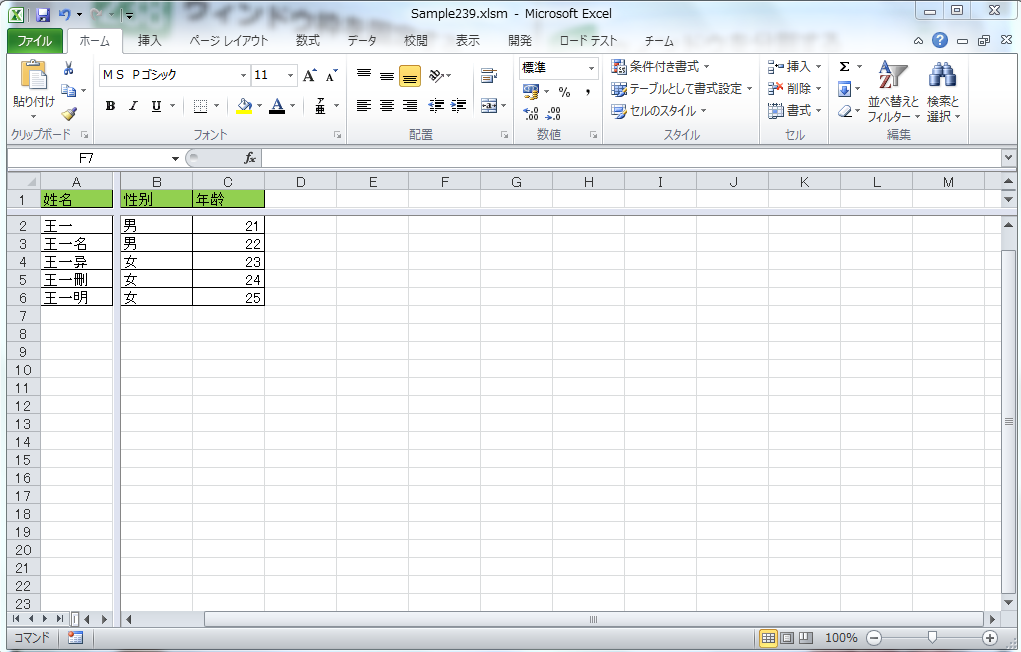 Sample239.xlsm - Microsoft Excel
ファイル ホーム 挿入 ページ レイアウト 数式 データ 校閲 表示 開発 ロード テスト チーム
ＭＳ Ｐゴシック 11 標準 条件付き書式 挿入 Σ
貼り付け B I U 亜 % , テーブルとして書式設定 削除 並べ替えと 検索と
セルのスタイル 書式 フィルター 選択
クリップボード フォント 配置 数値 スタイル セル 編集
F7 fx
A B C D E F G H I J K L M
1 姓名 性别 年龄
2 王一 男 21
3 王一名 男 22
4 王一异 女 23
5 王一刪 女 24
6 王一明 女 25
7
8
9
10
11
12
13
14
15
16
17
18
19
20
21
22
23
コマンド 100%